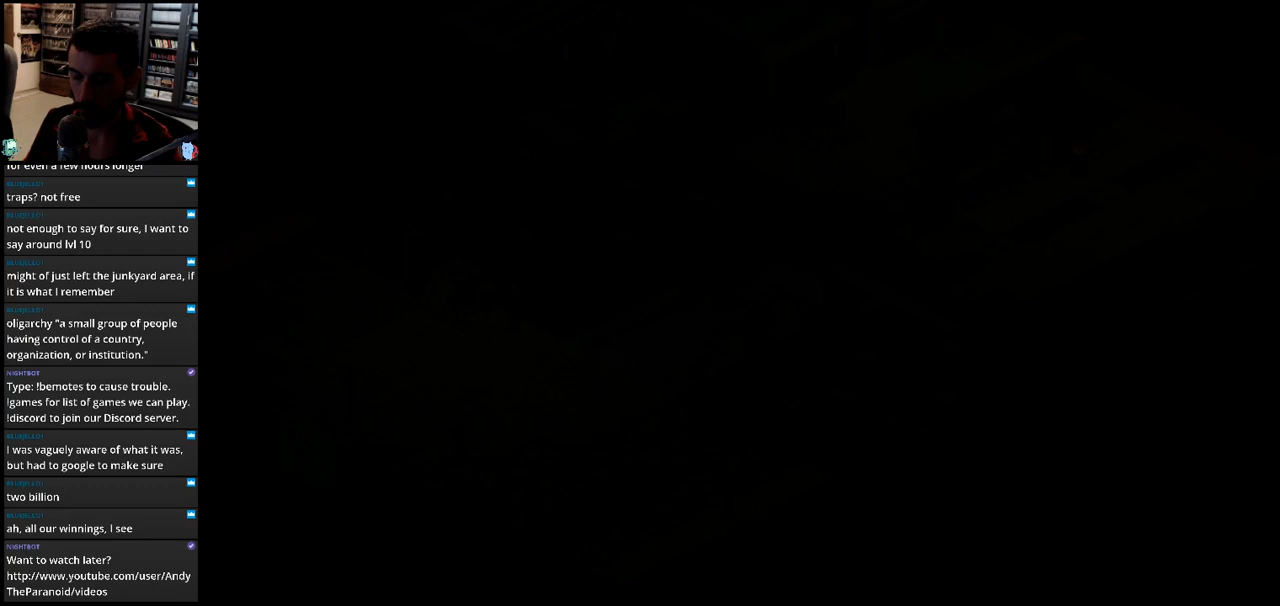 for even a few hours longer
traps? not free
not enough to say for sure, I want to
say around lvl 10
might of just left the junkyard area, if
it is what I remember
oligarchy "a small group of people
having control of a country,
organization, or institution."
NIGHTBOT
Type: !bemotes to cause trouble.
!games for list of games we can play.
!discord to join our Discord server.
I was vaguely aware of what it was,
but had to google to make sure
two billion
ah, all our winnings, I see
NIGHTBOT
Want to watch later?
http://www.youtube.com/user/Andy
TheParanoid/videos